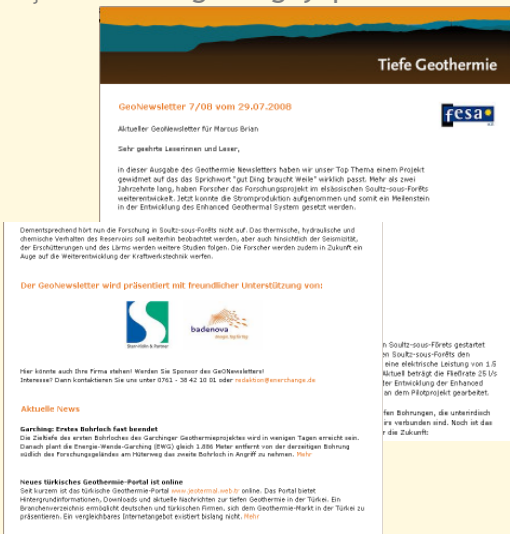 Tiefe Geothermie
GeoNewsletter 7/08 vom 29.07.2008
fesa
Aktueller GeoNewsletter für Marcus Brian
Sehr geehrte Leserinnen und Leser,
in dieser Ausgabe des Geothermie Newsletters haben wir unser Top Thema einem Projekt
gewidmet auf das das Sprichwort "gut Ding braucht Weile" wirklich passt. Mehr als zwei
Jahrzehnte lang, haben Forscher das Forschungsprojekt im elsässischen Soultz-sous-Forêts
weiterentwickelt. Jetzt konnte die Stromproduktion aufgenommen und somit ein Meilenstein
in der Entwicklung des Enhanced Geothermal System gesetzt werden.
Dementsprechend hört nun die Forschung in Soultz-sous-Forêts nicht auf. Das thermische, hydraulische und
chemische Verhalten des Reservoirs soll weiterhin beobachtet werden, aber auch hinsichtlich der Seismizität,
der Erschütterungen und des Lärms werden weitere Studien folgen. Die Forscher werden zudem in Zukunft ein
Auge auf die Weiterentwicklung der Kraftwerkstechnik werfen.
Der GeoNewsletter wird präsentiert mit freundlicher Unterstützung von:
badenova
Hier könnte auch Ihre Firma stehen! Werden Sie Sponsor des GeONewsletters!
Interesse? Dann kontaktieren Sie uns unter 0761 - 38 42 10 01 oder redaktion@enerchange.de
Aktuelle News
Garching: Erstes Bohrloch fast beendet
Die Zieltiefe des ersten Bohrloches des Garchinger Geothermieprojektes wird in wenigen Tagen erreicht sein.
Danach plant die Energie-Wende-Garching (EWG) gleich 1.886 Meter entfernt von der derzeitigen Bohrung
südlich des Forschungsgeländes am Hüterweg das zweite Bohrloch in Angriff zu nehmen. Mehr
Neues türkisches Geothermie-Portal ist online
Seit kurzem ist das türkische Geothermie-Portal www.jeotermal.web.tr online. Das Portal bietet
Hintergrundinformationen, Downloads und aktuelle Nachrichten zur tiefen Geothermie in der Türkei. Ein
Branchenverzeichnis ermöglicht deutschen und türkischen Firmen, sich dem Geothermie-Markt in der Türkei zu
präsentieren. Ein vergleichbares Internetangebot existiert bislang nicht. Mehr
n Soultz-sous-Fôrets gestartet
en Soultz-sous-Forêts den
eine elektrische Leistung von 1.5
Aktuell beträgt die Fließrate 25 l/s
der Entwicklung der Enhanced
an dem Pilotprojekt gearbeitet.
fen Bohrungen, die unterirdisch
irs verbunden sind. Noch ist das
r die Zukunft: